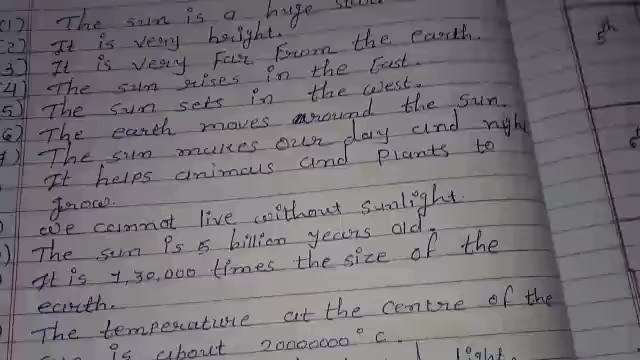 (1) The sun is a huge
(2) It is very bright.
(3) It is very far from the earth.
(4) The sun rises in the East.
(5) The sun sets in the west.
(6) The earth moves around the sun.
7) The sun makes our day and nigh
It helps animals and plants to
grow.
We cannot live without sunlight.
) The sun is 5 billion years old.
) It is 1,30,000 times the size of the
earth.
The temperature at the centre of the
is about 20000000°c.
light.
5th